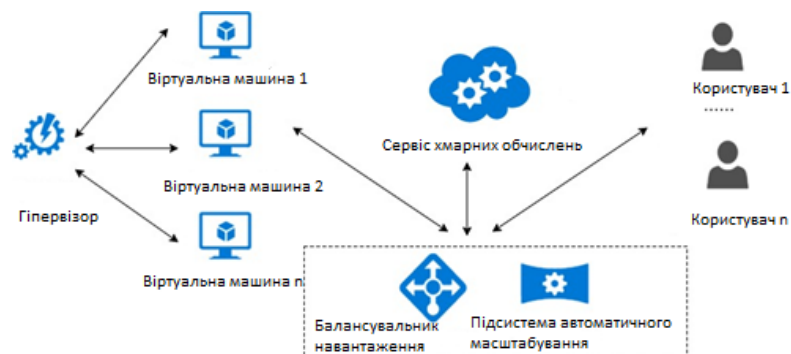 Віртуальна машина 1
Користувач 1
......
Сервіс хмарних обчислень
Віртуальна машина 2
Гіпервізор
Користувач n
Віртуальна машина n
Балансувальник
навантаження
Підсистема автоматичного
масштабування